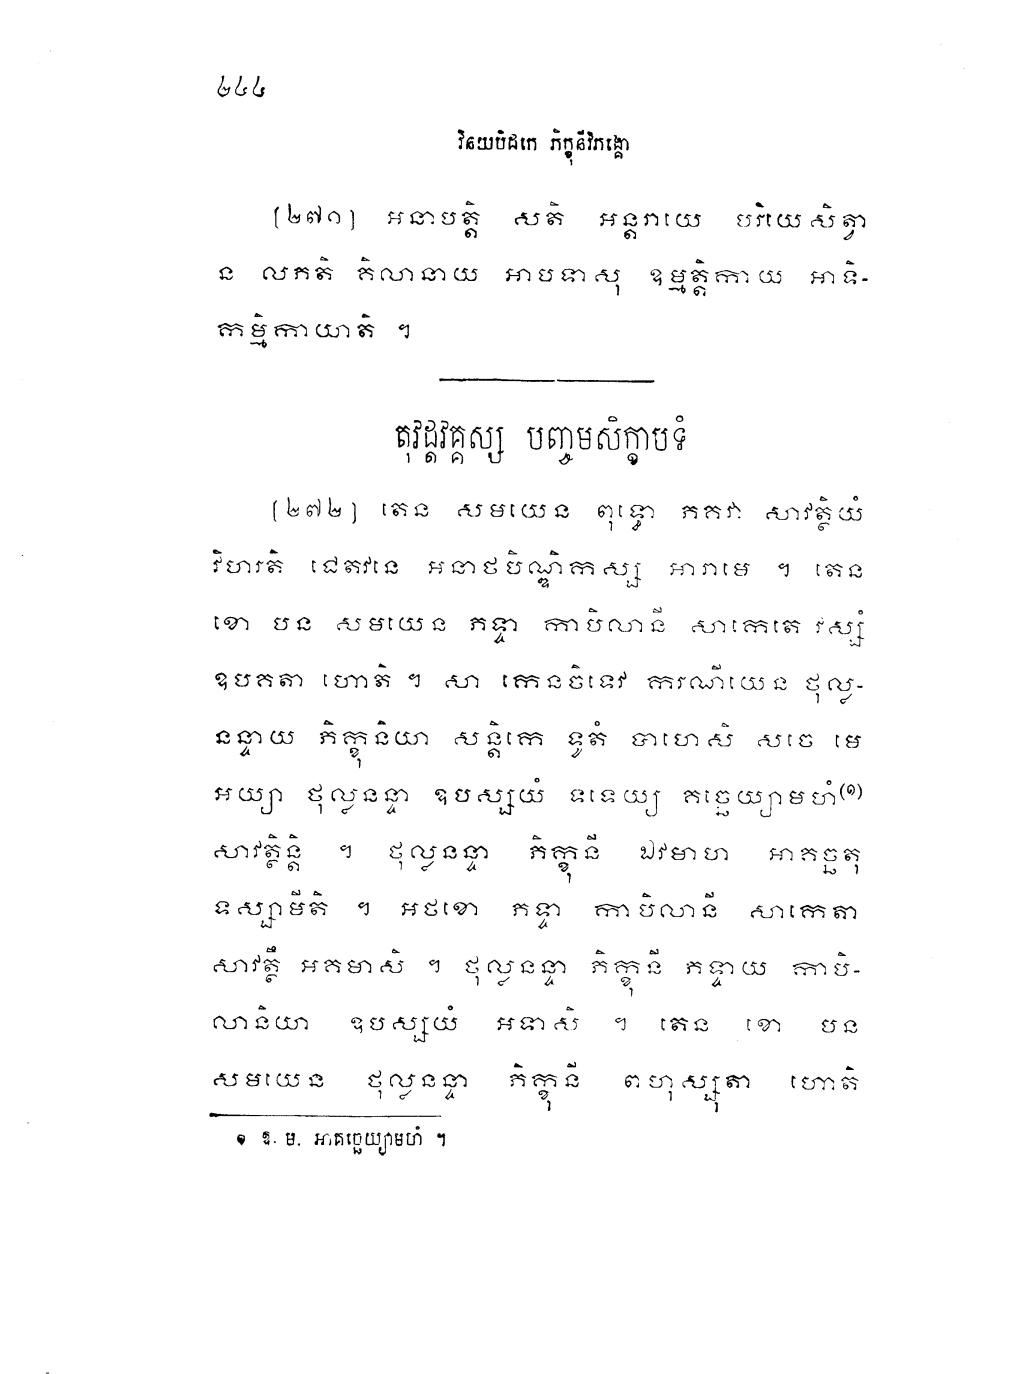 ២៤៤
វិនយបិដកេ ភិក្ខុនីវិភង្គោ
(២៧១) អនាបត្តិ សតិ អន្តរាយេ បរិយេសិត្វា
ន លភតិ គិលានាយ អាបទាសុ ឧម្មត្តិកាយ អាទិ-
កម្មិកាយាតិ ។
តុវដ្តវគ្គស្ស បញ្ចមសិក្ខាបទំ
(២៧២) តេន សមយេន ពុទ្ធោ ភគវា សាវត្ថិយំ
វិហរតិ ជេតវនេ អនាថបិណ្ឌិកស្ស អារាមេ ។ តេន
ខោ បន សមយេន ភទ្ទា កាបិលានី សាកេតេ វស្សំ
ឧបគតា ហោតិ ។ សា កេនចិទេវ ករណីយេន ថុល្ល-
នន្ទាយ ភិក្ខុនិយា សន្តិកេ ទូតំ បាហេសិ សចេ មេ
អយ្យា ថុល្លនន្ទា ឧបស្សយំ ទទេយ្យ គច្ឆេយ្យាមហំ(១)
សាវត្ថិន្តិ ។ ថុល្លនន្ទា ភិក្ខុនី ឯវមាហ អាគច្ឆតុ
ទស្សាមីតិ ។ អថខោ ភទ្ទា កាបិលានី សាកេតា
សាវត្ថឹ អគមាសិ ។ ថុល្លនន្ទា ភិក្ខុនី ភទ្ទាយ កាបិ-
លានិយា ឧបស្សយំ អទាសិ ។ តេន ខោ បន
សមយេន ថុល្លនន្ទា ភិក្ខុនី ពហុស្សុតា ហោតិ
១ ឱ. ម. អាគច្ឆេយ្យាមហំ ។